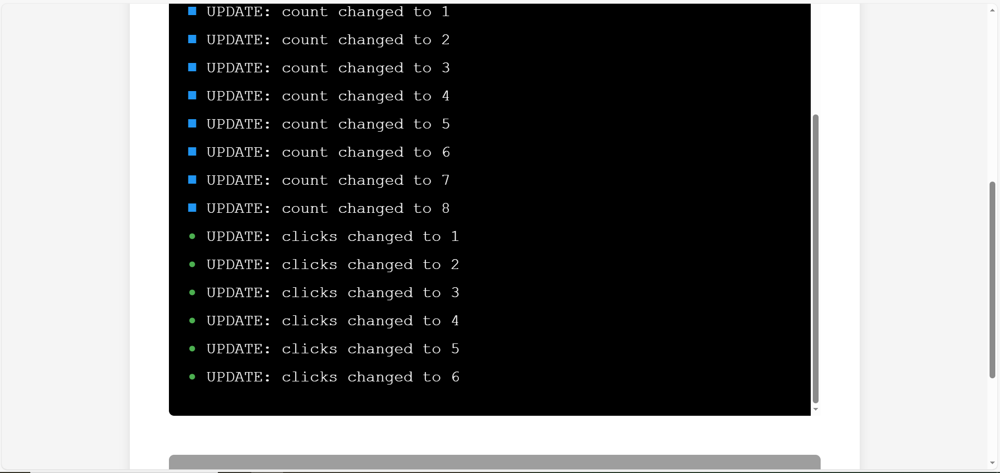 UPDATE: count changed to 1
UPDATE: count changed to 2
UPDATE: count changed to 3
UPDATE: count changed to 4
UPDATE: count changed to 5
UPDATE: count changed to 6
UPDATE: count changed to 7
UPDATE: count changed to 8
UPDATE: clicks changed to 1
UPDATE: clicks changed to 2
UPDATE: clicks changed to 3
UPDATE: clicks changed to 4
UPDATE: clicks changed to 5
UPDATE: clicks changed to 6